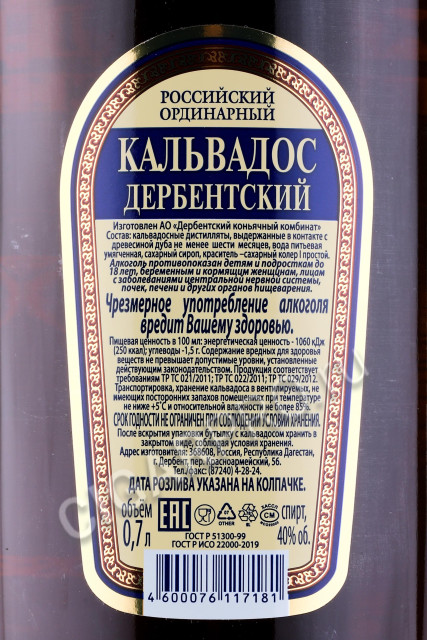 РОССИЙСКИЙ
ОРДИНАРНЫЙ
КАЛЬВАДОС
ДЕРБЕНТСКИЙ
Изготовлен АО «Дербентский коньячный комбинат»
Состав: кальвадосные дистилляты, выдержанные в контакте с
древесиной дуба не менее шести месяцев, вода питьевая
умягченная, сахарный сироп, краситель –сахарный колер I простой.
Алкоголь противопоказан детям и подросткам до
18 лет, беременным и кормящим женщинам, лицам
с заболеваниями центральной нервной системы,
почек, печени и других органов пищеварения.
Чрезмерное употребление алкоголя
вредит Вашему здоровью.
Пищевая ценность в 100 мл: энергетическая ценность - 1060 кДж
(250 ккал); углеводы - 1,5 г. Содержание вредных для здоровья
веществ не превышает допустимые уровни, установленные
действующим законодательством. Продукция соответствует
требованиям ТР ТС 021/2011; ТР ТС 022/2011; ТР ТС 029/2012.
Транспортировка, хранение кальвадоса в вентилируемых, не
имеющих посторонних запахов помещениях при температуре
не ниже +5°С и относительной влажности не более 85%.
СРОК ГОДНОСТИ НЕ ОГРАНИЧЕН ПРИ СОБЛЮДЕНИИ УСЛОВИЙ ХРАНЕНИЯ.
После вскрытия упаковки бутылку с кальвадосом хранить в
закрытом виде, соблюдая условия хранения.
Адрес изготовителя: 368608, Россия, Республика Дагестан,
г. Дербент, пер. Красноармейский, 56.
Тел./факс: (87240) 4-28-24.
ДАТА РОЗЛИВА УКАЗАНА НА КОЛПАЧКЕ.
объём
0,7 л
EAC
OTHER
GL
СМ
спирт,
40% об.
ГОСТ Р 51300-99
ГОСТ Р ИСО 22000-2019
4 600076 117181